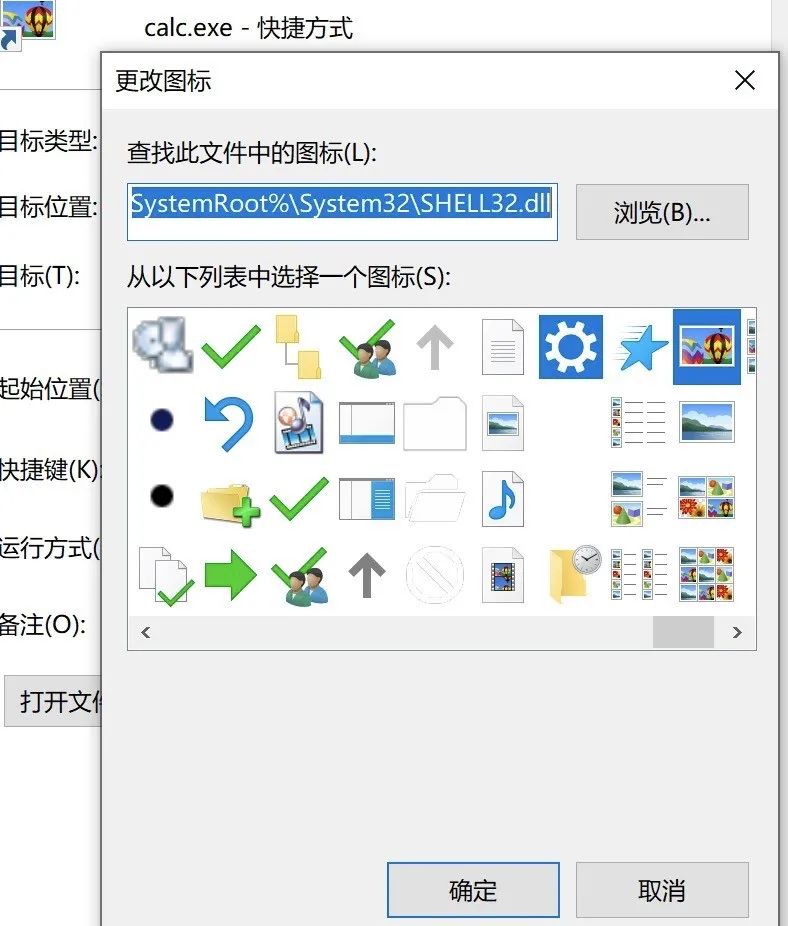 calc.exe - 快捷方式
更改图标
目标类型:
查找此文件中的图标(L):
目标位置:
SystemRoot%\System32\SHELL32.dll
浏览(B)...
目标(T):
从以下列表中选择一个图标(S):
起始位置(
快捷键(K):
运行方式(
备注(O):
打开文件
确定
取消